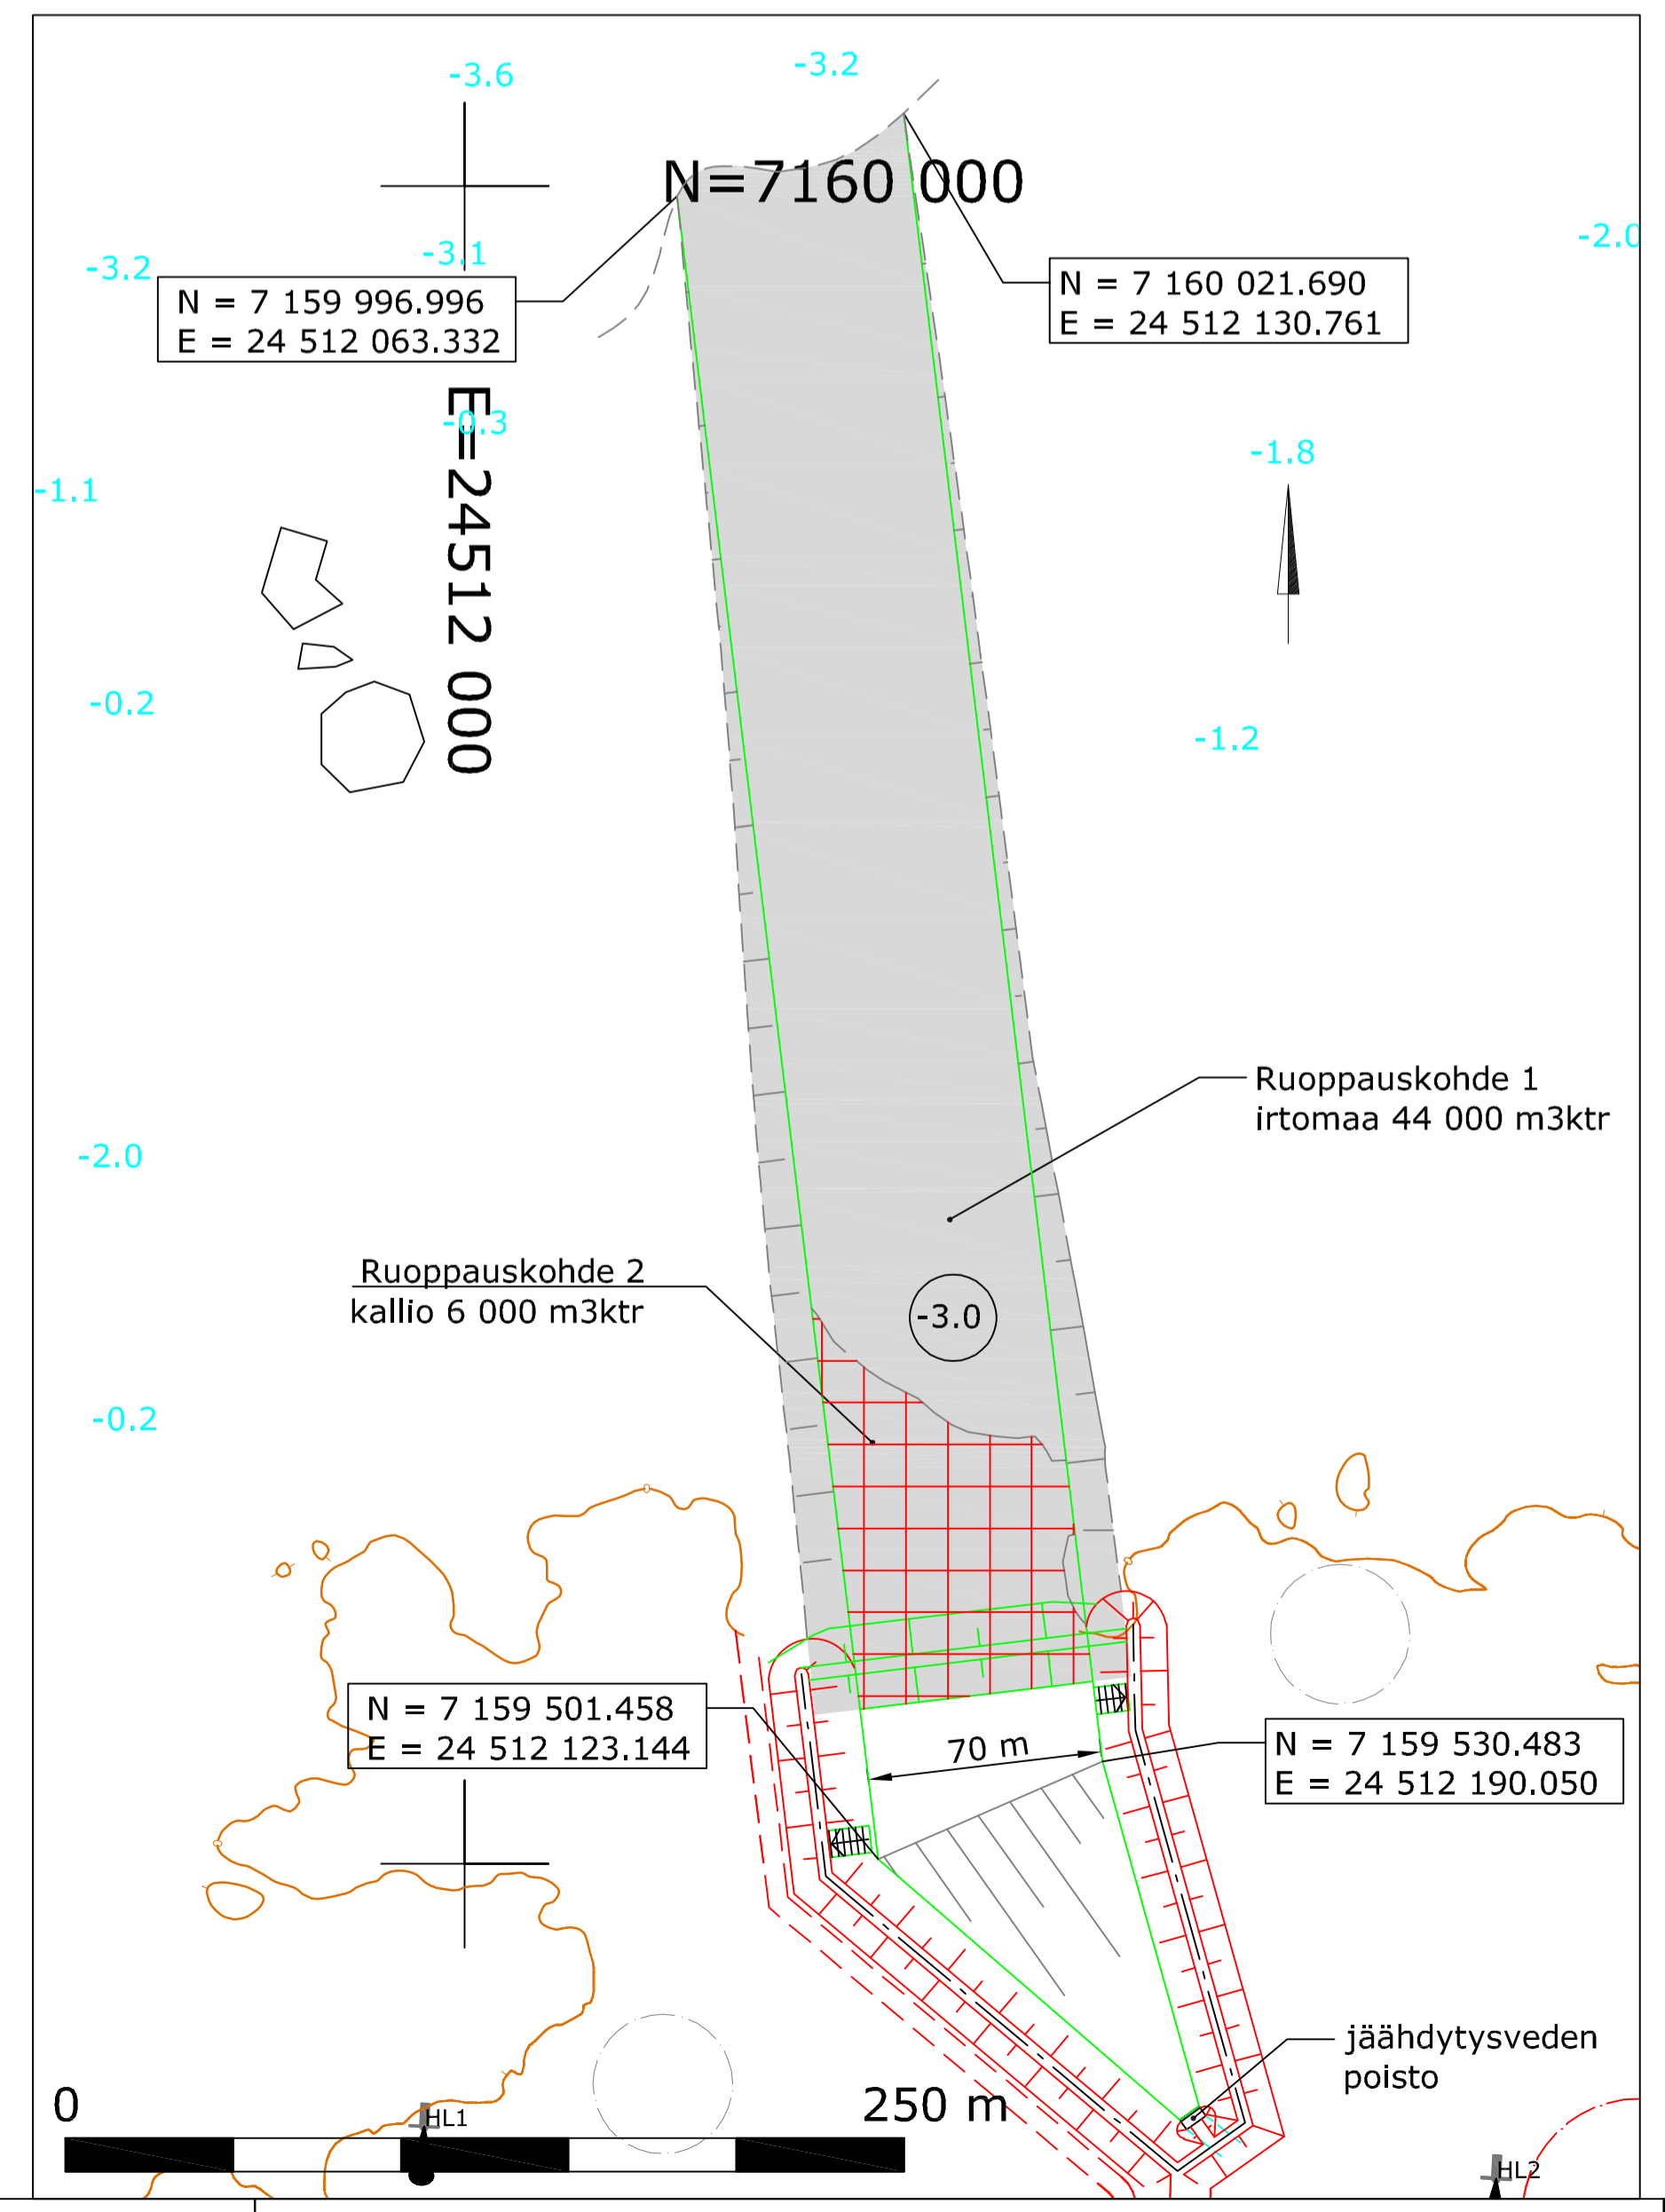 -3.6
-3.2
N=7160 000
-2.0
-3.1
-3.2
N = 7 159 996.996
E = 24 512 063.332
N = 7 160 021.690
E = 24 512 130.761
E=24512 000
-0.3
-1.8
-1.1
-0.2
-1.2
Ruoppauskohde 1
irtomaa 44 000 m3ktr
-2.0
Ruoppauskohde 2
kallio 6 000 m3ktr
-3.0
-0.2
N = 7 159 501.458
E = 24 512 123.144
70 m
N = 7 159 530.483
E = 24 512 190.050
jäähdytysveden
poisto
0
250 m
HL1
HL2